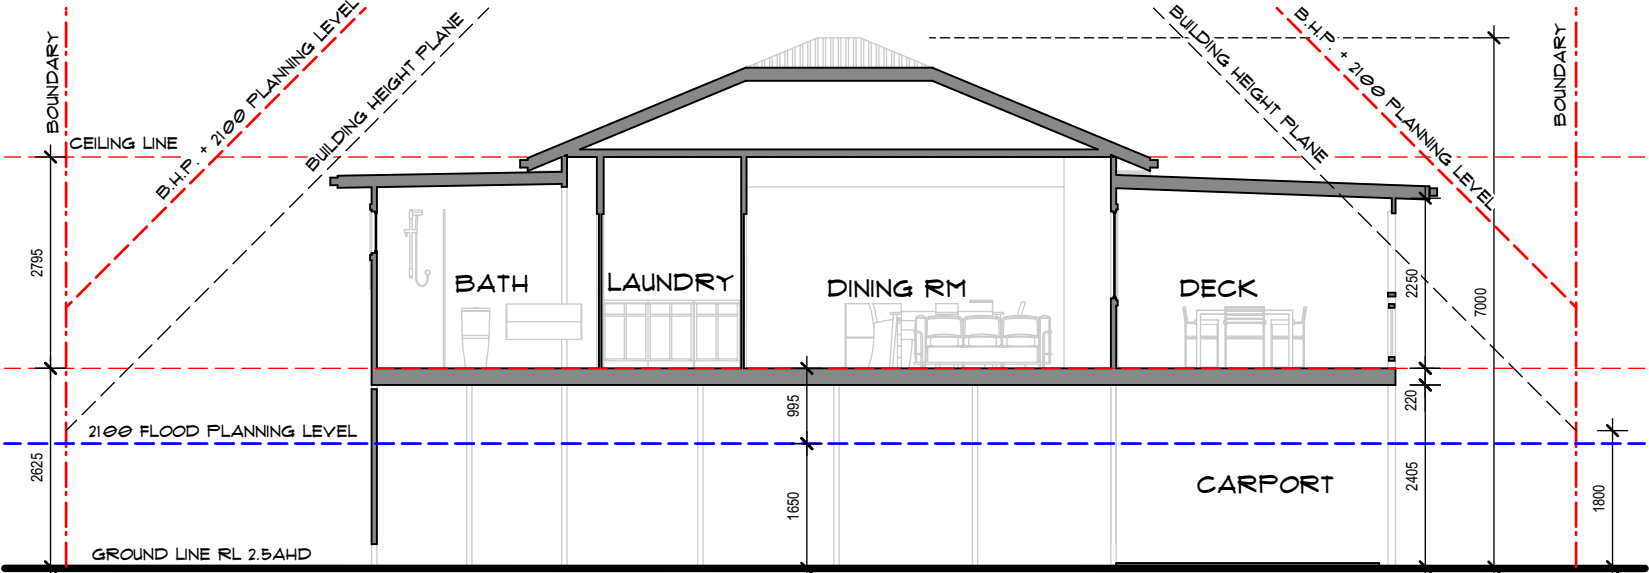 BOUNDARY
B.H.P. + 2100 PLANNING LEVEL
BUILDING HEIGHT PLANE
BUILDING HEIGHT PLANE
B.H.P. + 2100 PLANNING LEVEL
BOUNDARY
CEILING LINE
2795
BATH
LAUNDRY
DINING RM
DECK
2250
7000
995
220
2100 FLOOD PLANNING LEVEL
2625
1650
CARPORT
2405
1800
GROUND LINE RL 2.5AHD